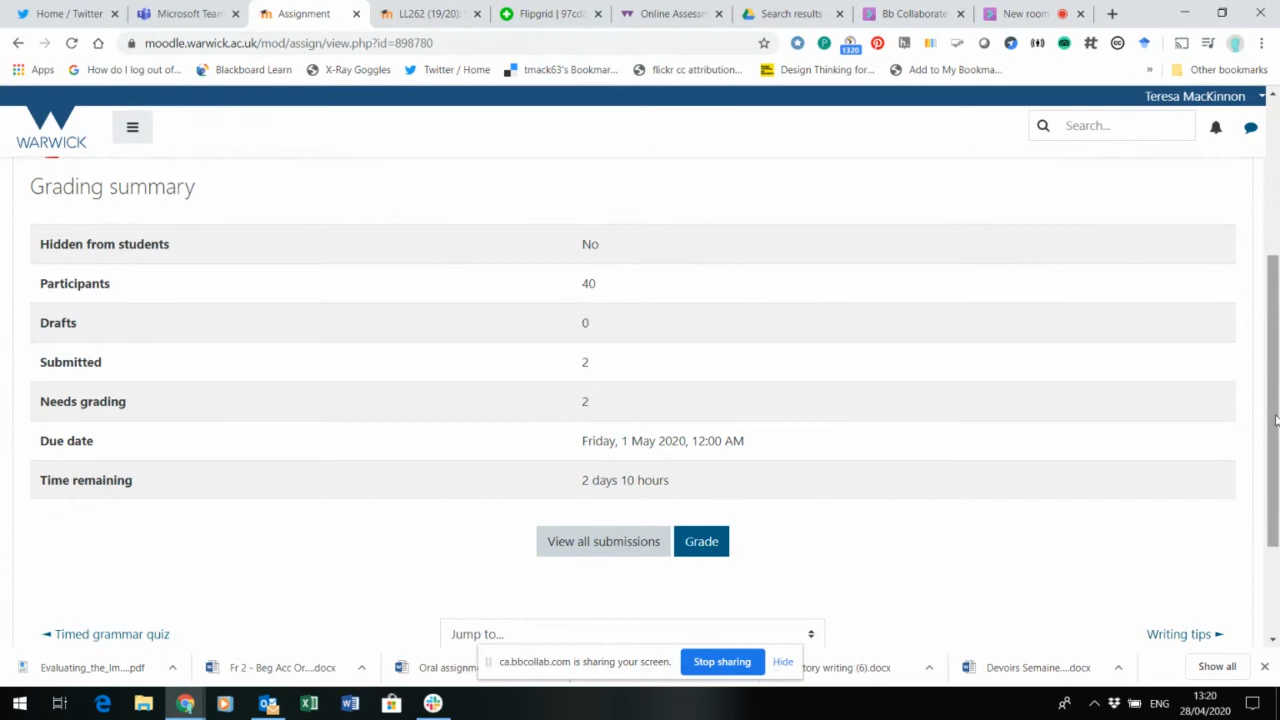 Home / Twitter
Microsoft Team
Assignment
LL262 (19/20):
Flipgrid | 97cd8
Online Assessm
Search results -
Bb Collaborate
New room
moodle.warwick.ac.uk/mod/assign/view.php?id=898780
1320
Apps
How do I log out of...
Blackboard Learn
X-Ray Goggles
Twitter / Home
tmack63's Bookmar...
flickr cc attribution...
Design Thinking for...
Add to My Bookma...
»
Other bookmarks
Teresa MacKinnon
WARWICK
Search...
Grading summary
Hidden from students No
Participants 40
Drafts 0
Submitted 2
Needs grading 2
Due date Friday, 1 May 2020, 12:00 AM
Time remaining 2 days 10 hours
View all submissions
Grade
◄ Timed grammar quiz
Jump to...
Writing tips ►
Evaluating_the_Im....pdf
Fr 2 - Beg Acc Or....docx
Oral assignm
ca.bbcollab.com is sharing your screen.
Stop sharing
Hide
tory writing (6).docx
Devoirs Semaine....docx
Show all
ENG
13:20
28/04/2020